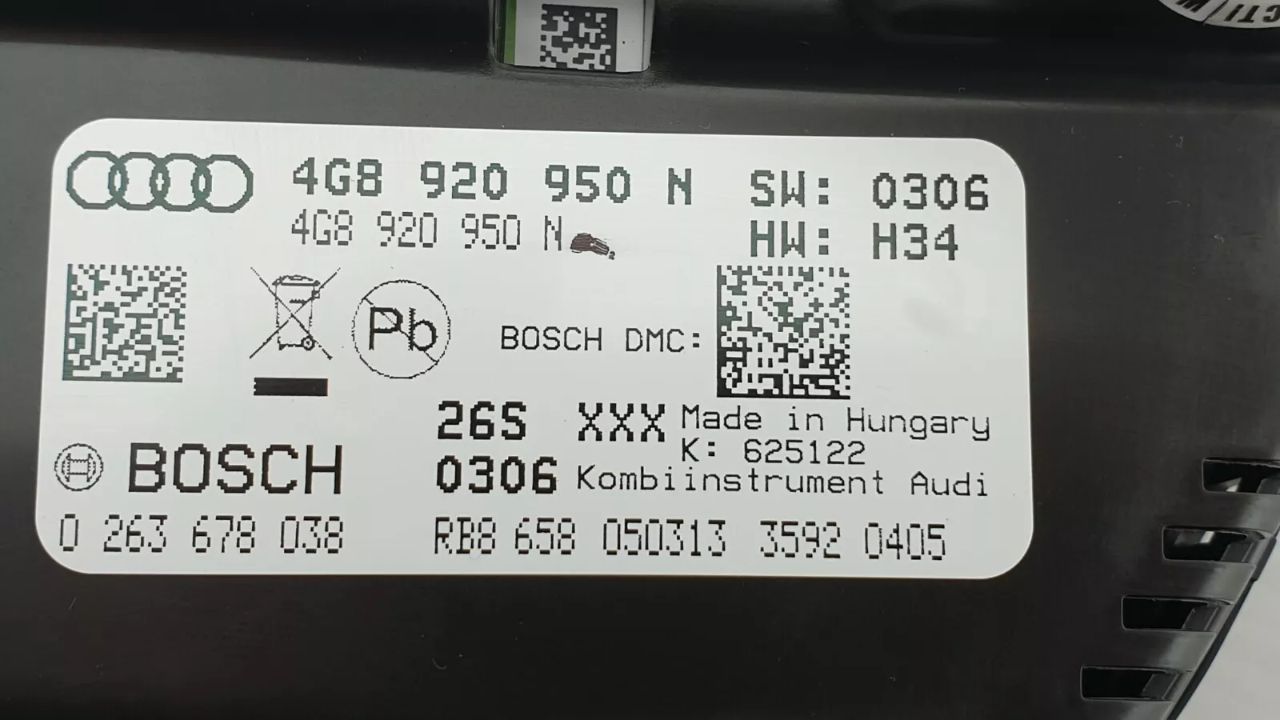 4G8 920 950 N SW: 0306
4G8 920 950 N HW: H34
Pb
BOSCH DMC:
26S XXX Made in Hungary
K: 625122
BOSCH 0306 Kombiinstrument Audi
0 263 678 038 RB8 658 050313 3592 0405